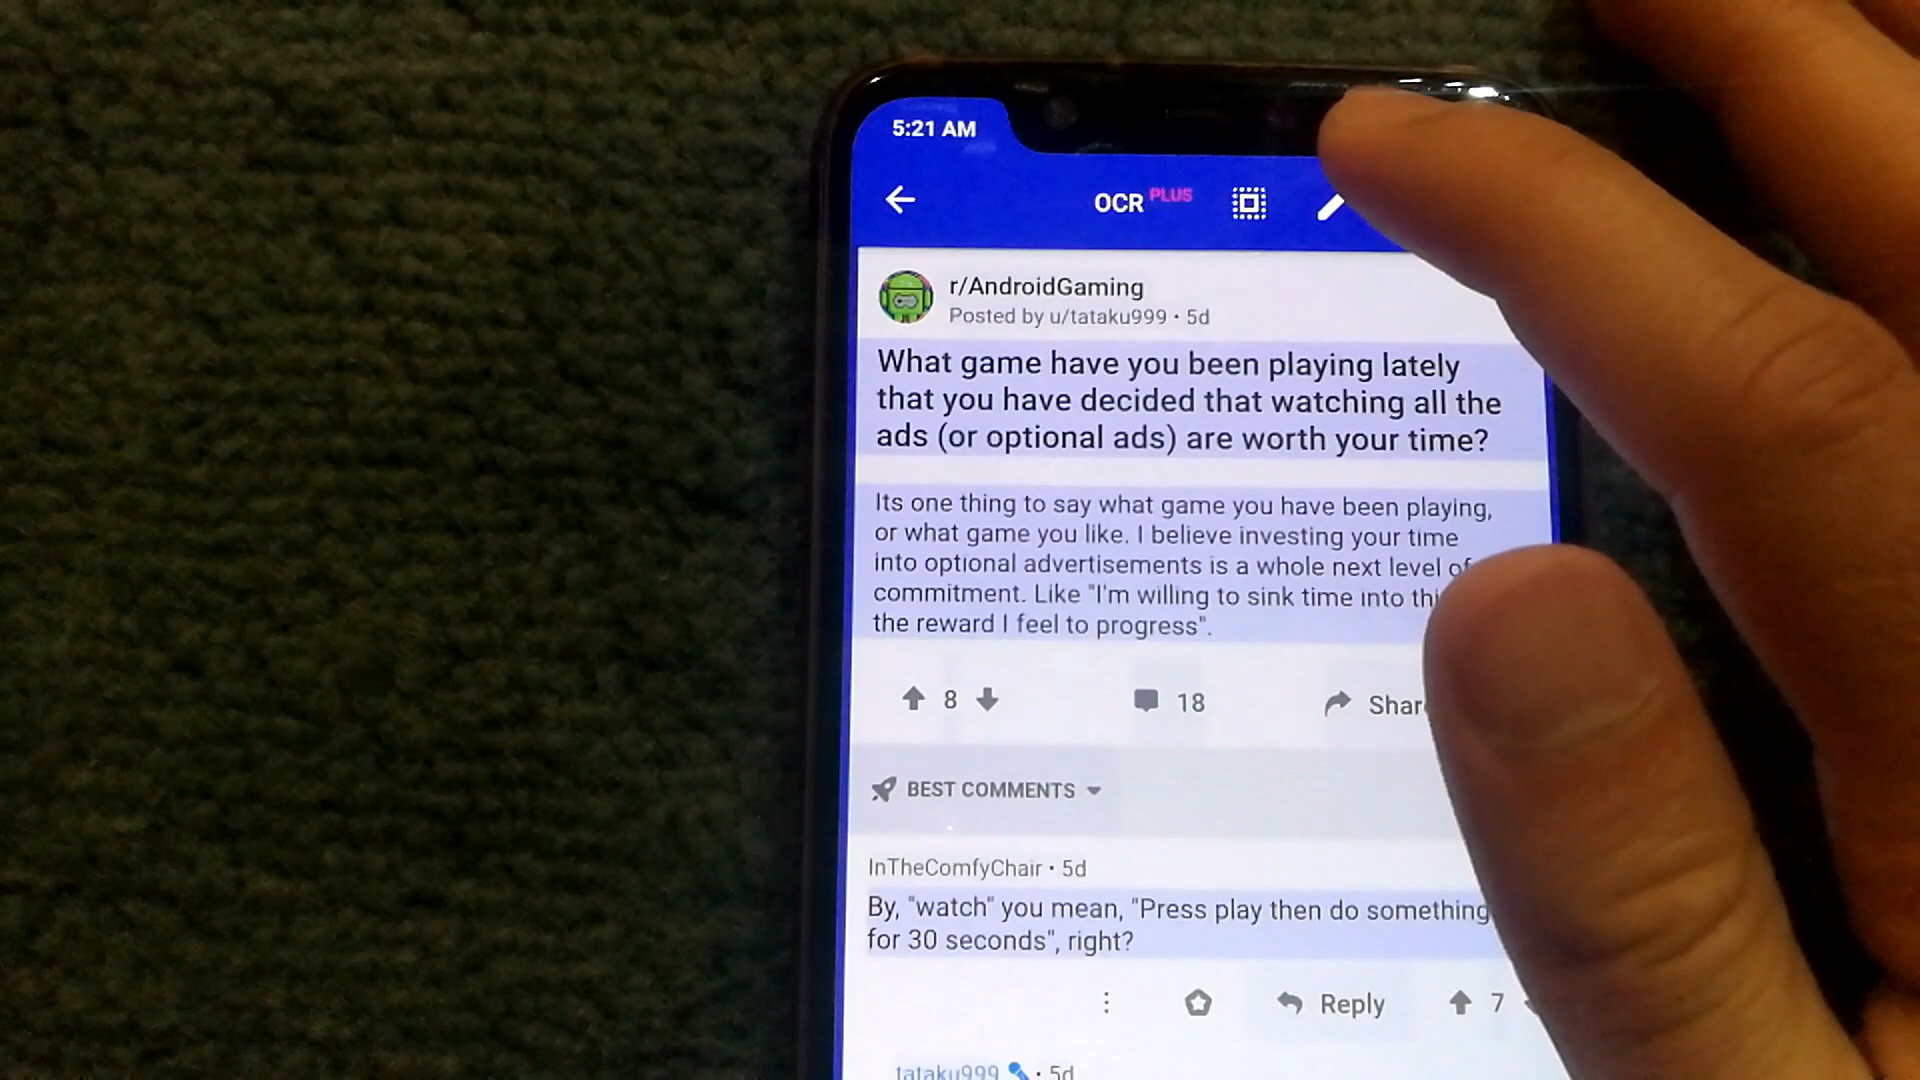 5:21 AM
OCR PLUS
r/AndroidGaming
Posted by u/tataku999 • 5d
What game have you been playing lately
that you have decided that watching all the
ads (or optional ads) are worth your time?
Its one thing to say what game you have been playing,
or what game you like. I believe investing your time
into optional advertisements is a whole next level of
commitment. Like "I'm willing to sink time into
the reward I feel to progress".
8 18
BEST COMMENTS
InTheComfyChair • 5d
By, "watch" you mean, "Press play then do something
for 30 seconds", right?
Reply 7
tataku999 • 5d